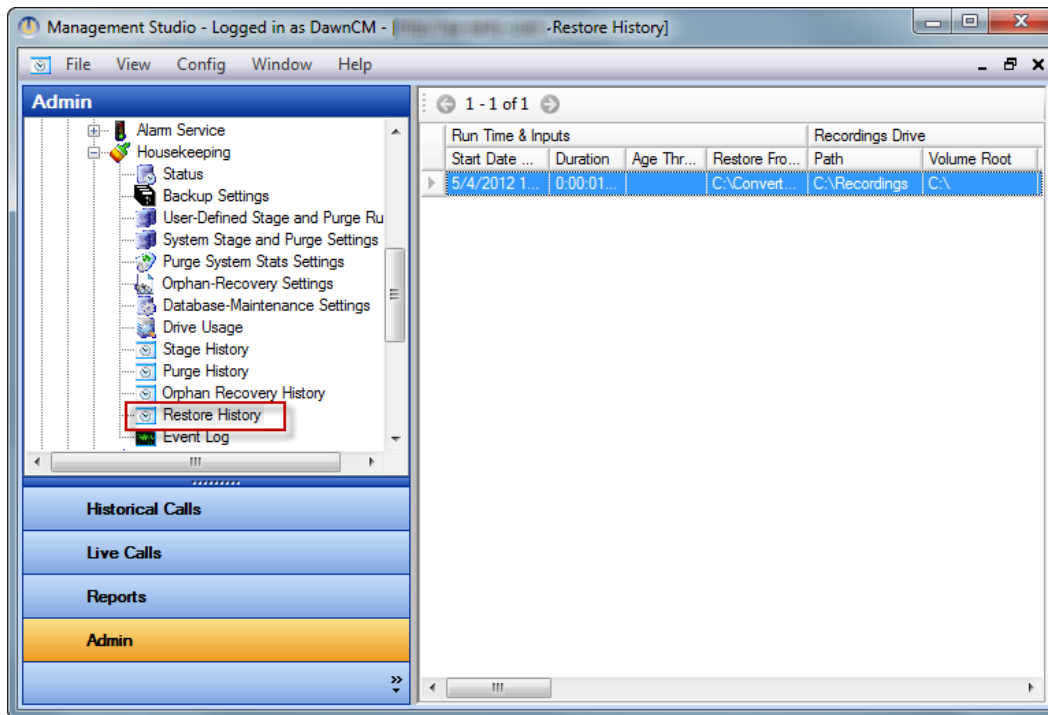 Management Studio - Logged in as DawnCM - [ -Restore History]
File View Config Window Help
Admin
1 - 1 of 1
Alarm Service
Housekeeping
Status
Backup Settings
User-Defined Stage and Purge Ru
System Stage and Purge Settings
Purge System Stats Settings
Orphan-Recovery Settings
Database-Maintenance Settings
Drive Usage
Stage History
Purge History
Orphan Recovery History
Restore History
Event Log
Historical Calls
Live Calls
Reports
Admin
Run Time & Inputs Recordings Drive
Start Date ... Duration Age Thr... Restore Fro... Path Volume Root
5/4/2012 1... 0:00:01... C:\Convert... C:\Recordings C:\